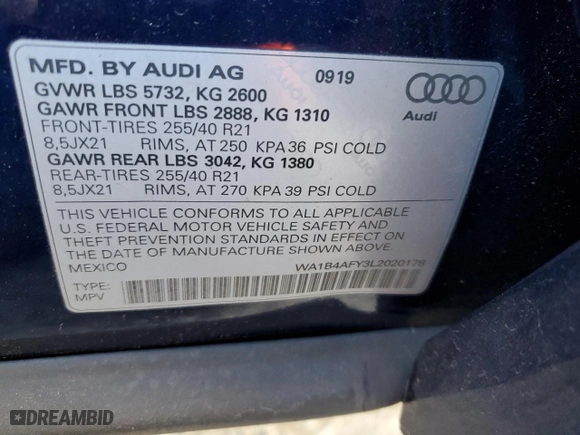 MFD. BY AUDI AG 09/19
GVWR LBS 5732, KG 2600
GAWR FRONT LBS 2888, KG 1310
FRONT-TIRES 255/40 R21
8,5JX21 RIMS, AT 250 KPA 36 PSI COLD
GAWR REAR LBS 3042, KG 1380
REAR-TIRES 255/40 R21
8,5JX21 RIMS, AT 270 KPA 39 PSI COLD
THIS VEHICLE CONFORMS TO ALL APPLICABLE
U.S. FEDERAL MOTOR VEHICLE SAFETY AND
THEFT PREVENTION STANDARDS IN EFFECT ON
THE DATE OF MANUFACTURE SHOWN ABOVE.
MEXICO WA1B4AFY3L2020178
TYPE:
MPV
Audi
DREAMBID